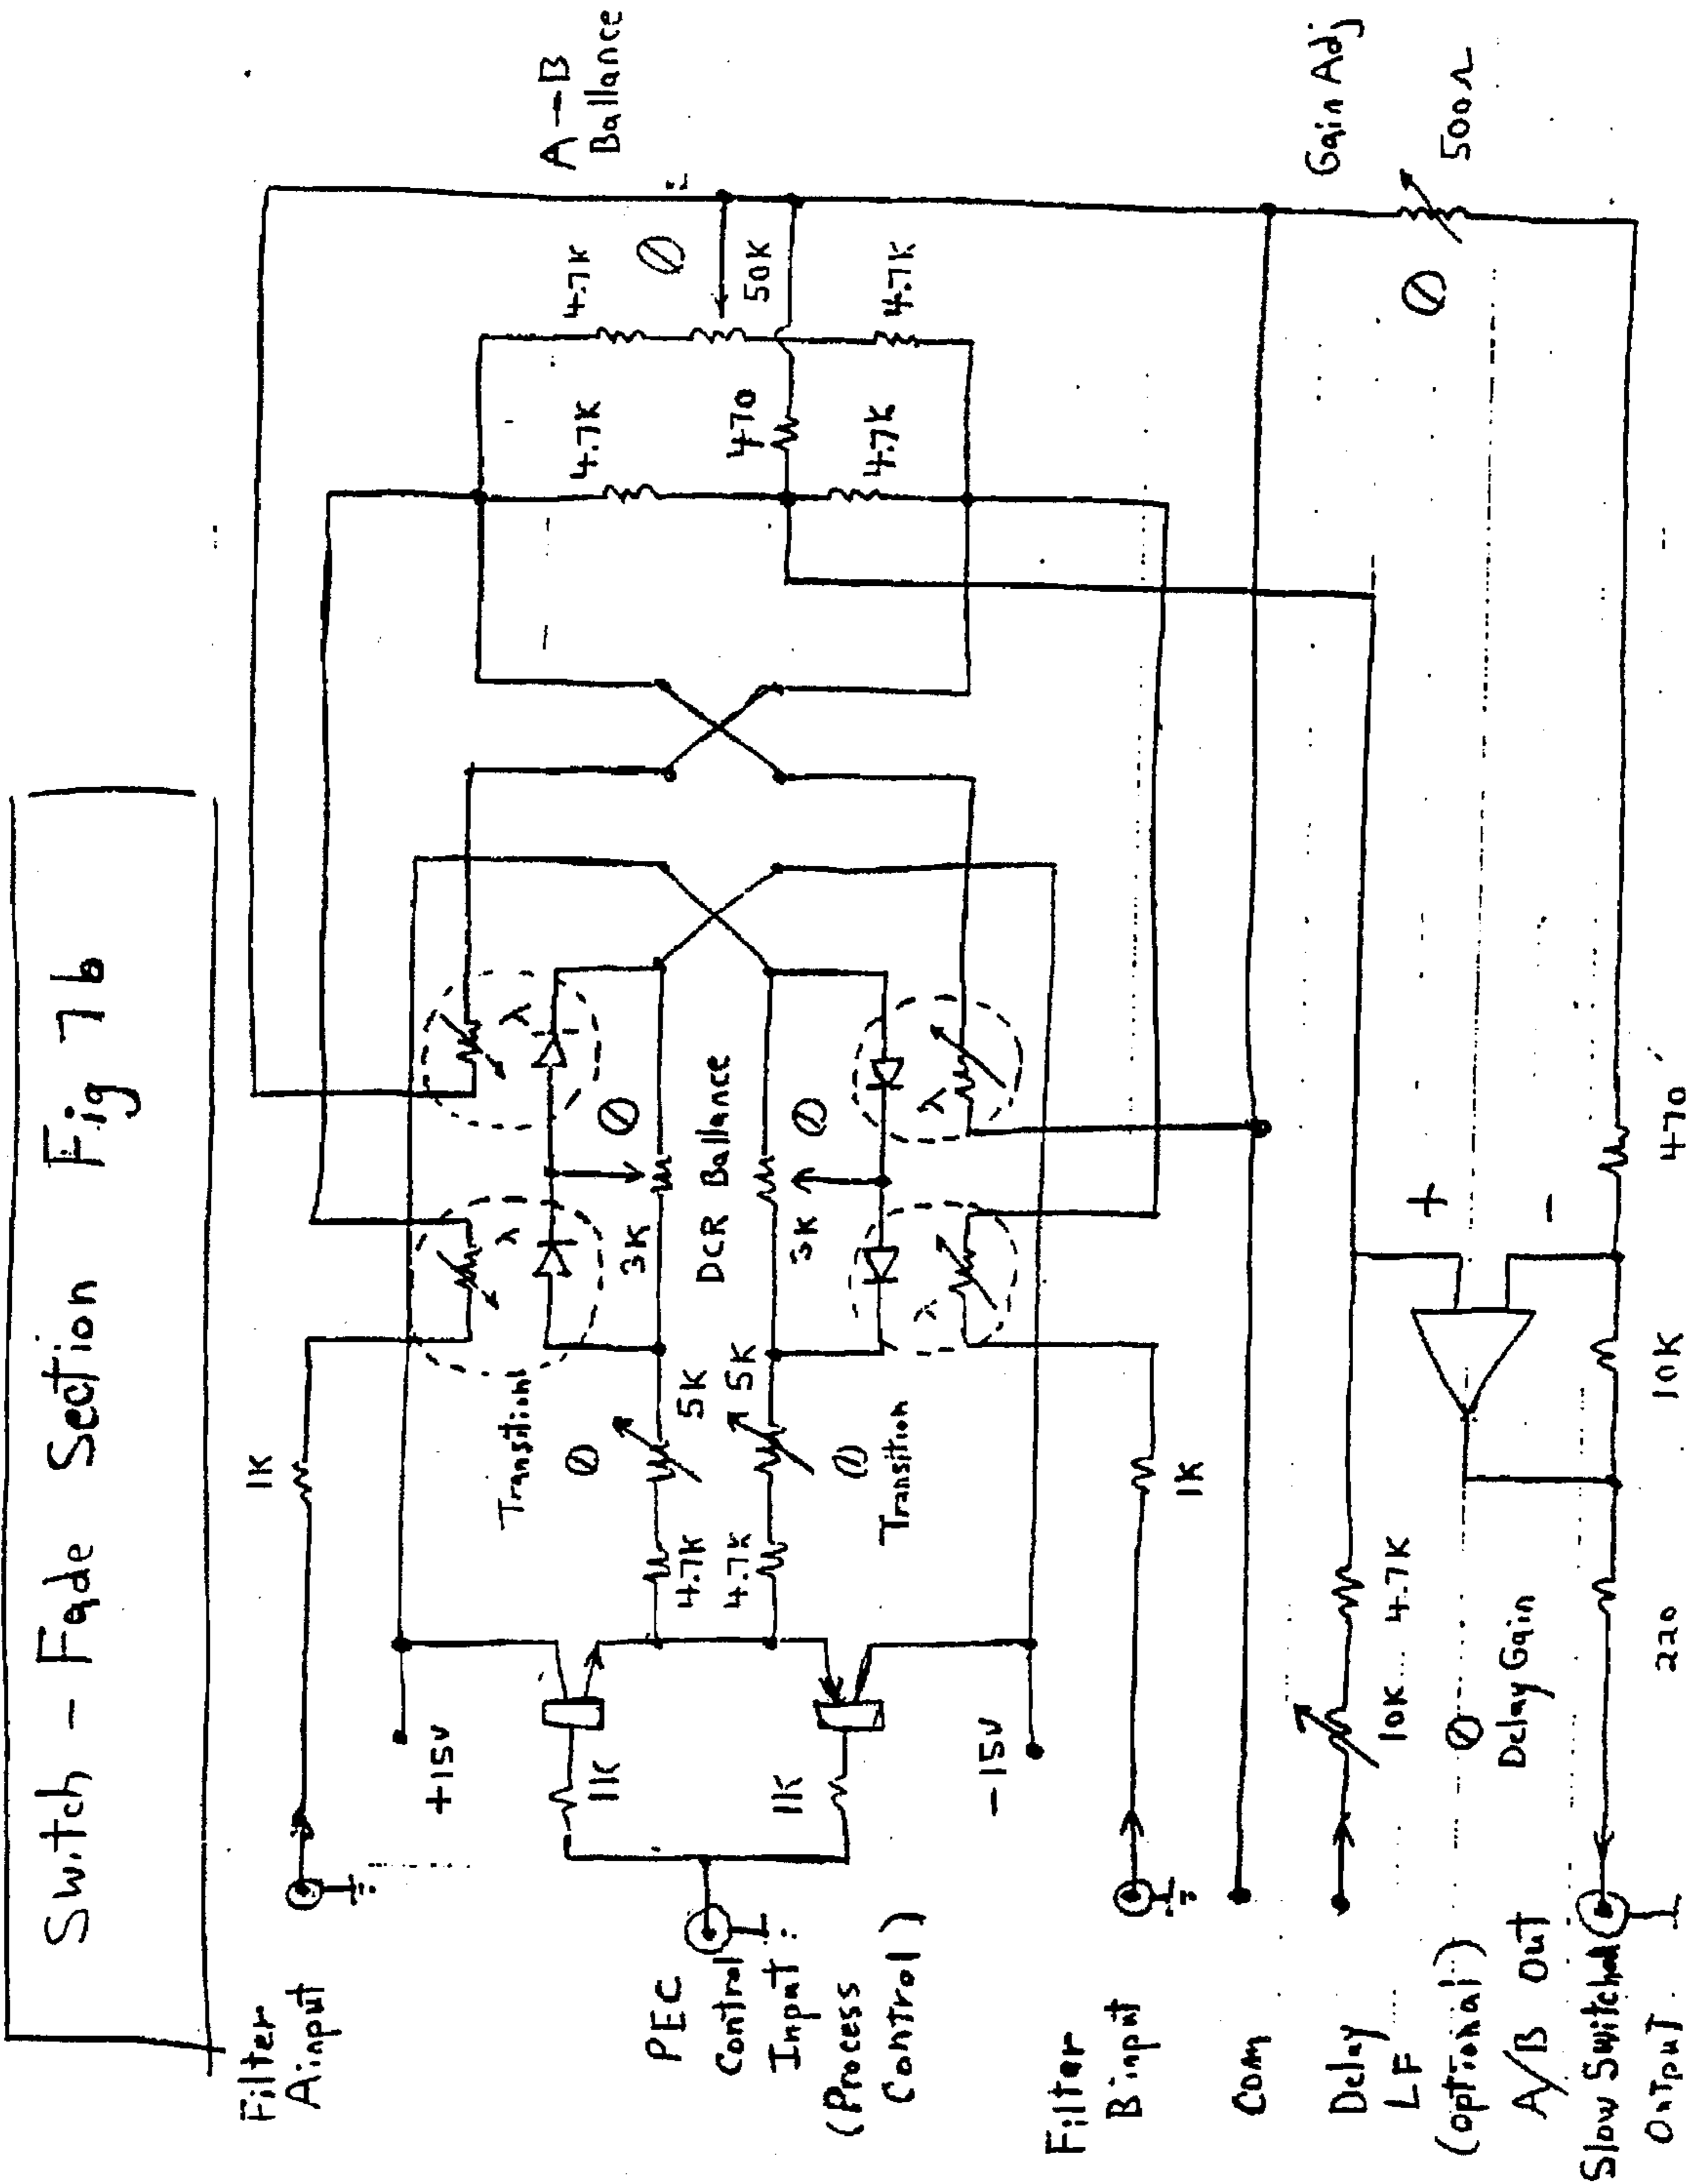 Switch - Fade Section Fig 7b
Filter
A input
1K
+15V
1K
1K
-15V
PEC
Control
Input
(Process
Control)
Transition
4.7K
5K
4.7K
5K
Transition
λ
λ
3K
DCR Ballance
3K
λ
λ
A → B
Ballance
4.7K
4.7K
50K
470
4.7K
4.7K
Filter
B input
1K
Com
Delay
LF
(optional)
10K
4.7K
Delay Gain
+
-
Gain Adj
500Ω
A/B Out
Slow Switched
Output
220
10K
470